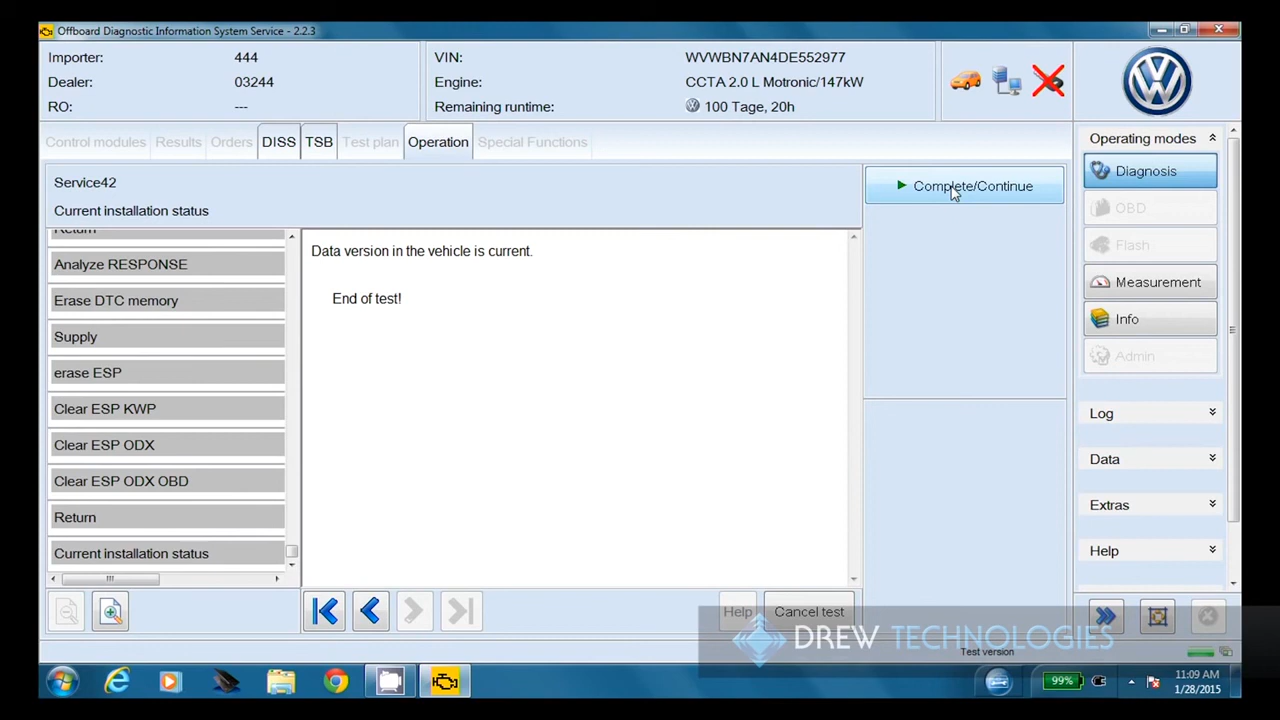 Offboard Diagnostic Information System Service - 2.2.3
Importer: 444
Dealer: 03244
RO: ---
VIN: WVWBN7AN4DE552977
Engine: CCTA 2.0 L Motronic/147kW
Remaining runtime: 100 Tage, 20h
Control modules Results Orders DISS TSB Test plan Operation Special Functions
Service42
Current installation status
Return
Analyze RESPONSE
Erase DTC memory
Supply
erase ESP
Clear ESP KWP
Clear ESP ODX
Clear ESP ODX OBD
Return
Current installation status
Data version in the vehicle is current.
End of test!
Complete/Continue
Help Cancel test
Operating modes
Diagnosis
OBD
Flash
Measurement
Info
Admin
Log
Data
Extras
Help
DREW TECHNOLOGIES
Test version
99%
11:09 AM
1/28/2015